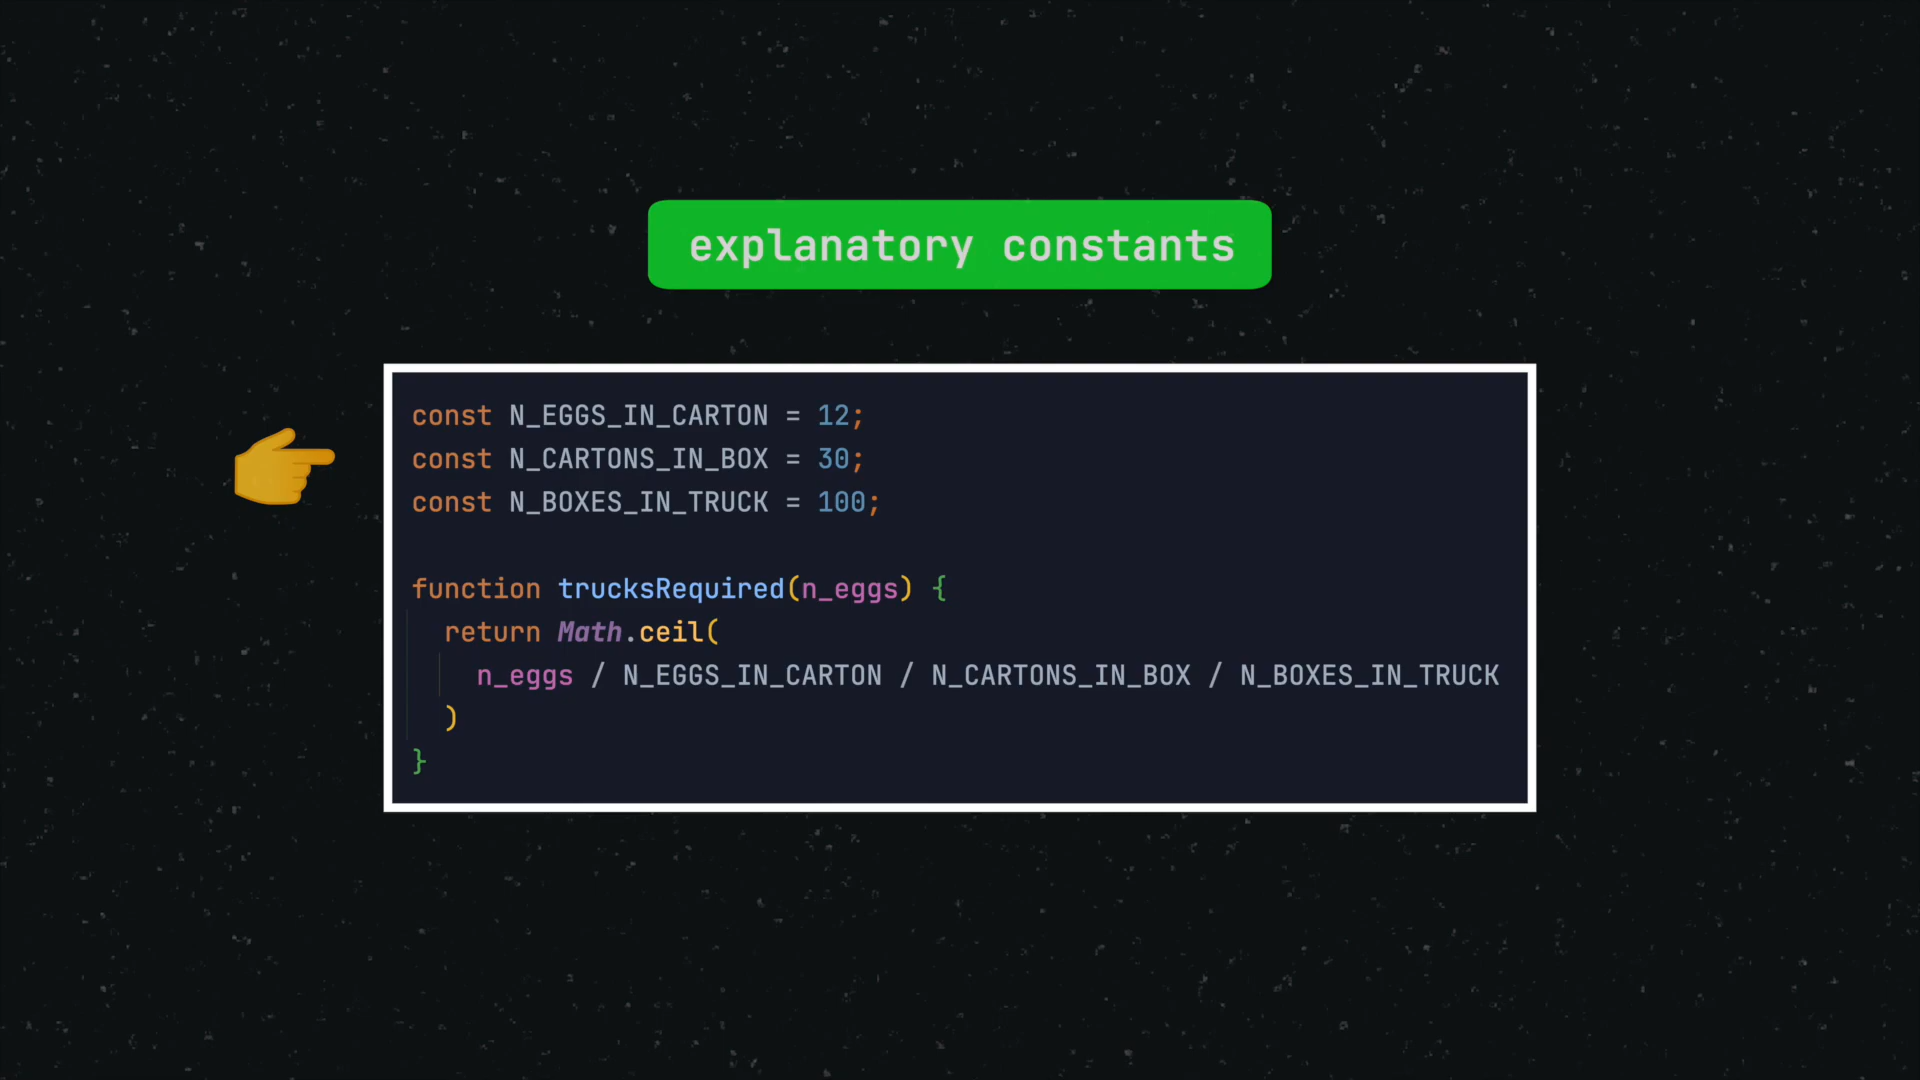 explanatory constants
const N_EGGS_IN_CARTON = 12;
const N_CARTONS_IN_BOX = 30;
const N_BOXES_IN_TRUCK = 100;
function trucksRequired(n_eggs) {
return Math.ceil(
n_eggs / N_EGGS_IN_CARTON / N_CARTONS_IN_BOX / N_BOXES_IN_TRUCK
)
}